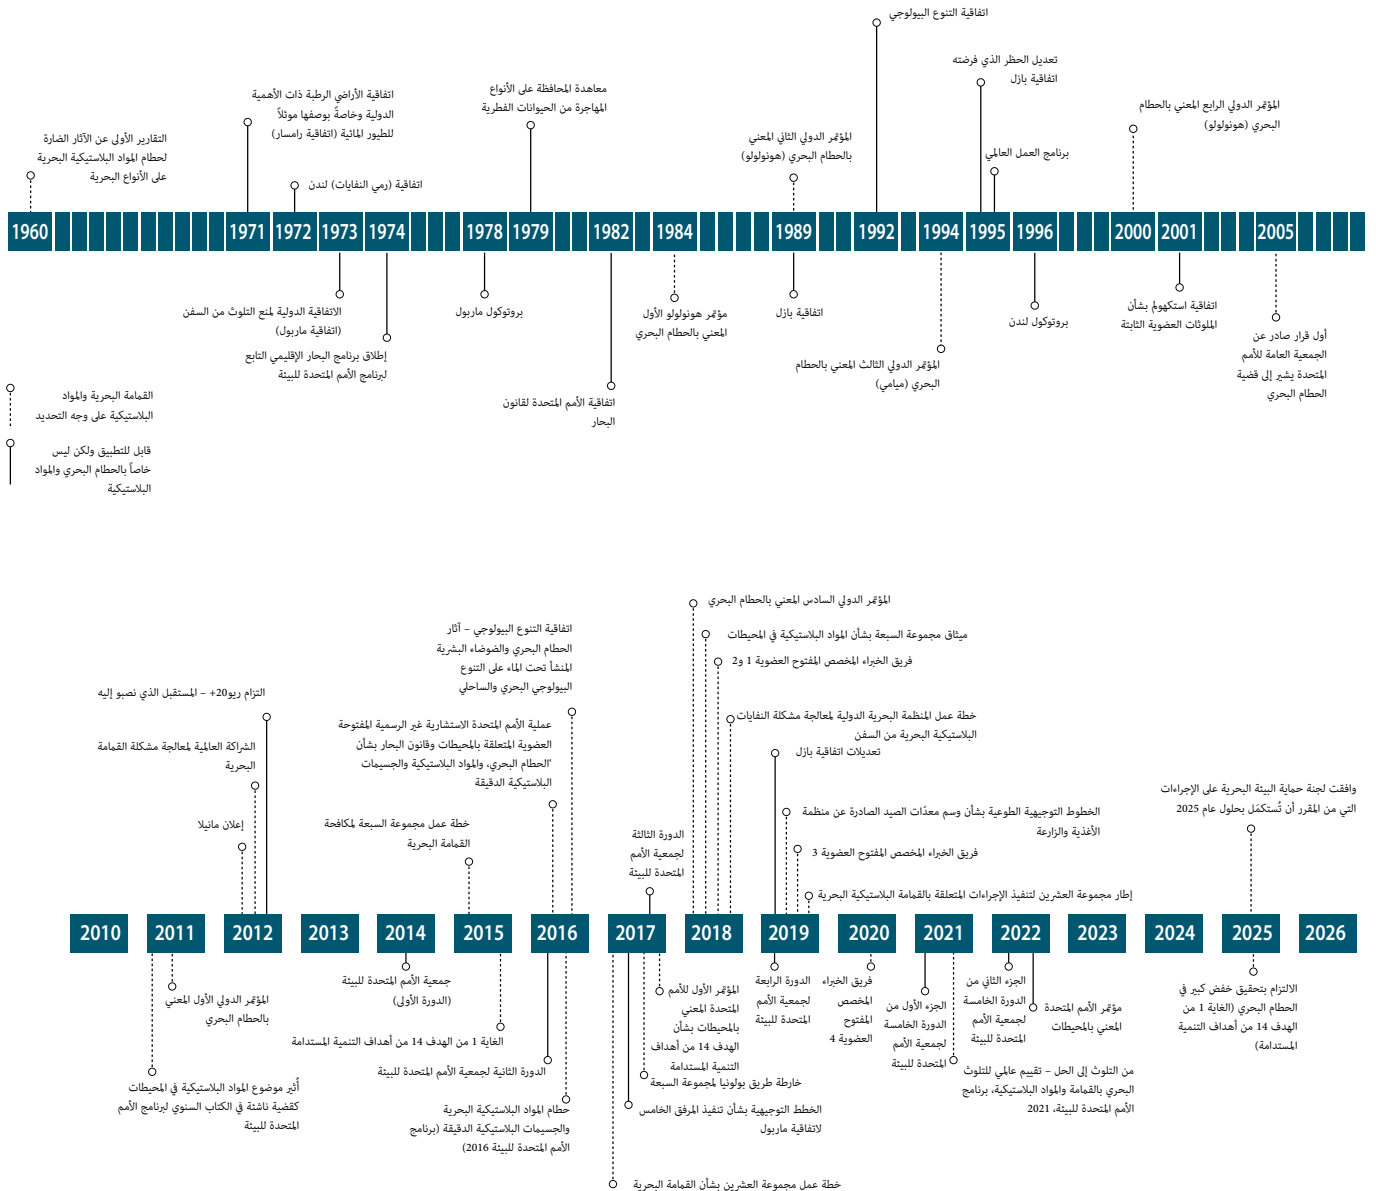 اتفاقية التنوع البيولوجي
تعديل الحظر الذي فرضته
اتفاقية بازل
معاهدة المحافظة على الأنواع
المهاجرة من الحيوانات الفطرية
اتفاقية الأراضي الرطبة ذات الأهمية
الدولية وخاصةً بوصفها موئلاً
للطيور المائية (اتفاقية رامسار)
المؤتمر الدولي الرابع المعني بالحطام
البحري (هونولولو)
التقارير الأولى عن الآثار الضارة
لحطام المواد البلاستيكية البحرية
على الأنواع البحرية
المؤتمر الدولي الثاني المعني
بالحطام البحري (هونولولو)
برنامج العمل العالمي
اتفاقية (رمي النفايات) لندن
1960 1971 1972 1973 1974 1978 1979 1982 1984 1989 1992 1994 1995 1996 2000 2001 2005
الاتفاقية الدولية لمنع التلوث من السفن
(اتفاقية ماربول)
إطلاق برنامج البحار الإقليمي التابع
لبرنامج الأمم المتحدة للبيئة
بروتوكول ماربول
اتفاقية الأمم المتحدة لقانون
البحار
مؤتمر هونولولو الأول
المعني بالحطام البحري
اتفاقية بازل
المؤتمر الدولي الثالث المعني بالحطام
البحري (ميامي)
بروتوكول لندن
اتفاقية استكهولم بشأن
الملوثات العضوية الثابتة
أول قرار صادر عن
الجمعية العامة للأمم
المتحدة يشير إلى قضية
الحطام البحري
القمامة البحرية والمواد
البلاستيكية على وجه التحديد
قابل للتطبيق ولكن ليس
خاصاً بالحطام البحري والمواد
البلاستيكية
المؤتمر الدولي السادس المعني بالحطام البحري
ميثاق مجموعة السبعة بشأن المواد البلاستيكية في المحيطات
فريق الخبراء المخصص المفتوح العضوية 1 و2
خطة عمل المنظمة البحرية الدولية لمعالجة مشكلة النفايات
البلاستيكية البحرية من السفن
تعديلات اتفاقية بازل
الخطوط التوجيهية الطوعية بشأن وسم معدّات الصيد الصادرة عن منظمة
الأغذية والزارعة
فريق الخبراء المخصص المفتوح العضوية 3
إطار مجموعة العشرين لتنفيذ الإجراءات المتعلقة بالقمامة البلاستيكية البحرية
وافقت لجنة حماية البيئة البحرية على الإجراءات
التي من المقرر أن تُستكمَل بحلول عام 2025
اتفاقية التنوع البيولوجي – آثار
الحطام البحري والضوضاء البشرية
المنشأ تحت الماء على التنوع
البيولوجي البحري والساحلي
عملية الأمم المتحدة الاستشارية غير الرسمية المفتوحة
العضوية المتعلقة بالمحيطات وقانون البحار بشأن
"الحطام البحري، والمواد البلاستيكية والجسيمات
البلاستيكية الدقيقة
خطة عمل مجموعة السبعة لمكافحة
القمامة البحرية
الدورة الثالثة
لجمعية الأمم
المتحدة للبيئة
التزام ريو20+ – المستقبل الذي نصبو إليه
الشراكة العالمية لمعالجة مشكلة القمامة
البحرية
إعلان مانيلا
2010 2011 2012 2013 2014 2015 2016 2017 2018 2019 2020 2021 2022 2023 2024 2025 2026
المؤتمر الدولي الأول المعني
بالحطام البحري
أُثير موضوع المواد البلاستيكية في المحيطات
كقضية ناشئة في الكتاب السنوي لبرنامج الأمم
المتحدة للبيئة
جمعية الأمم المتحدة للبيئة
(الدورة الأولى)
الغاية 1 من الهدف 14 من أهداف التنمية المستدامة
الدورة الثانية لجمعية الأمم المتحدة للبيئة
حطام المواد البلاستيكية البحرية
والجسيمات البلاستيكية الدقيقة (برنامج
الأمم المتحدة للبيئة 2016)
المؤتمر الأول للأمم
المتحدة المعني
بالمحيطات بشأن
الهدف 14 من أهداف
التنمية المستدامة
خارطة طريق بولونيا لمجموعة السبعة
الخطط التوجيهية بشأن تنفيذ المرفق الخامس
لاتفاقية ماربول
خطة عمل مجموعة العشرين بشأن القمامة البحرية
الدورة الرابعة
لجمعية الأمم
المتحدة للبيئة
فريق الخبراء
المخصص
المفتوح
العضوية 4
الجزء الأول من
الدورة الخامسة
لجمعية الأمم
المتحدة للبيئة
الجزء الثاني من
الدورة الخامسة
لجمعية الأمم
المتحدة للبيئة
مؤتمر الأمم المتحدة
المعني بالمحيطات
من التلوث إلى الحل – تقييم عالمي للتلوث
البحري بالقمامة والمواد البلاستيكية، برنامج
الأمم المتحدة للبيئة، 2021
الالتزام بتحقيق خفض كبير في
الحطام البحري (الغاية 1 من
الهدف 14 من أهداف التنمية
المستدامة)